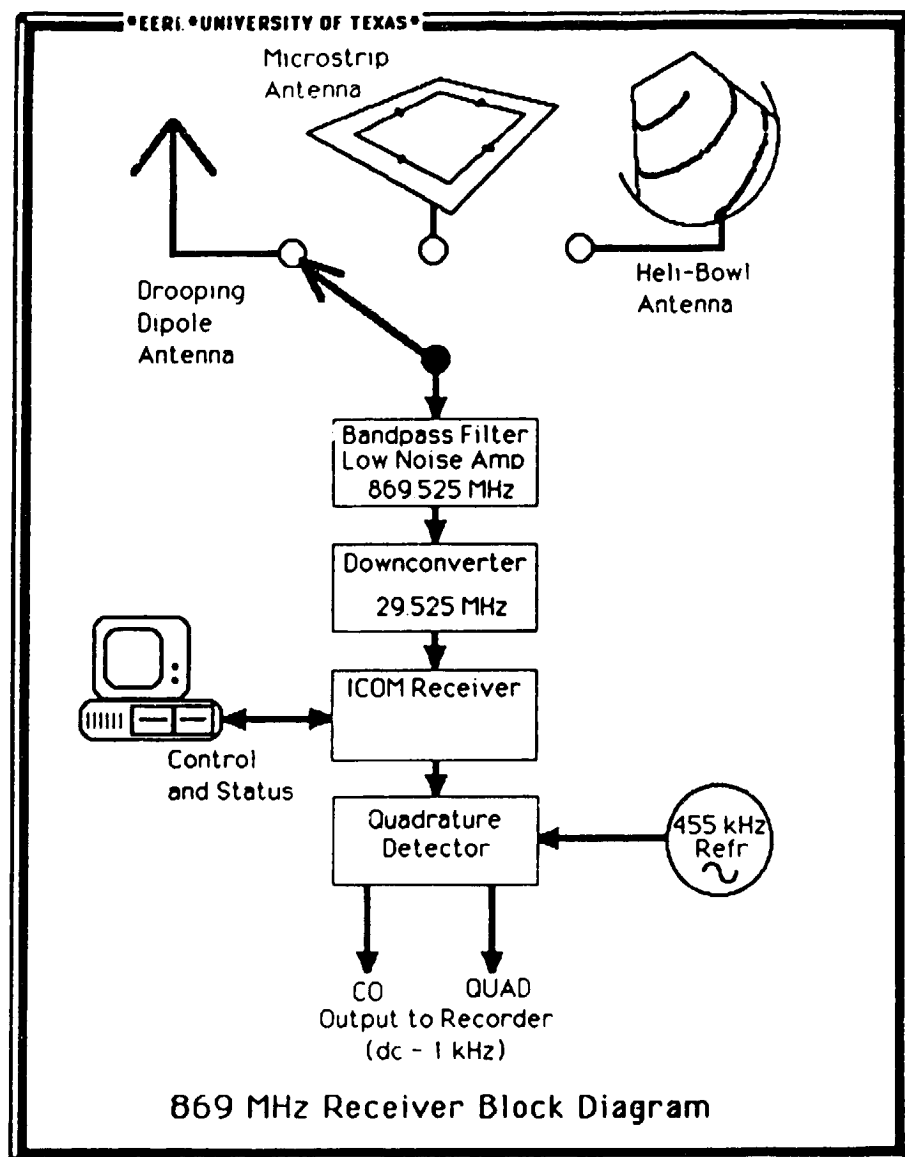 *EERL *UNIVERSITY OF TEXAS*
Microstrip
Antenna
Drooping
Dipole
Antenna
Heli-Bowl
Antenna
Bandpass Filter
Low Noise Amp
869.525 MHz
Downconverter
29.525 MHz
ICOM Receiver
Control
and Status
Quadrature
Detector
455 kHz
Refr
CO QUAD
Output to Recorder
(dc - 1 kHz)
869 MHz Receiver Block Diagram